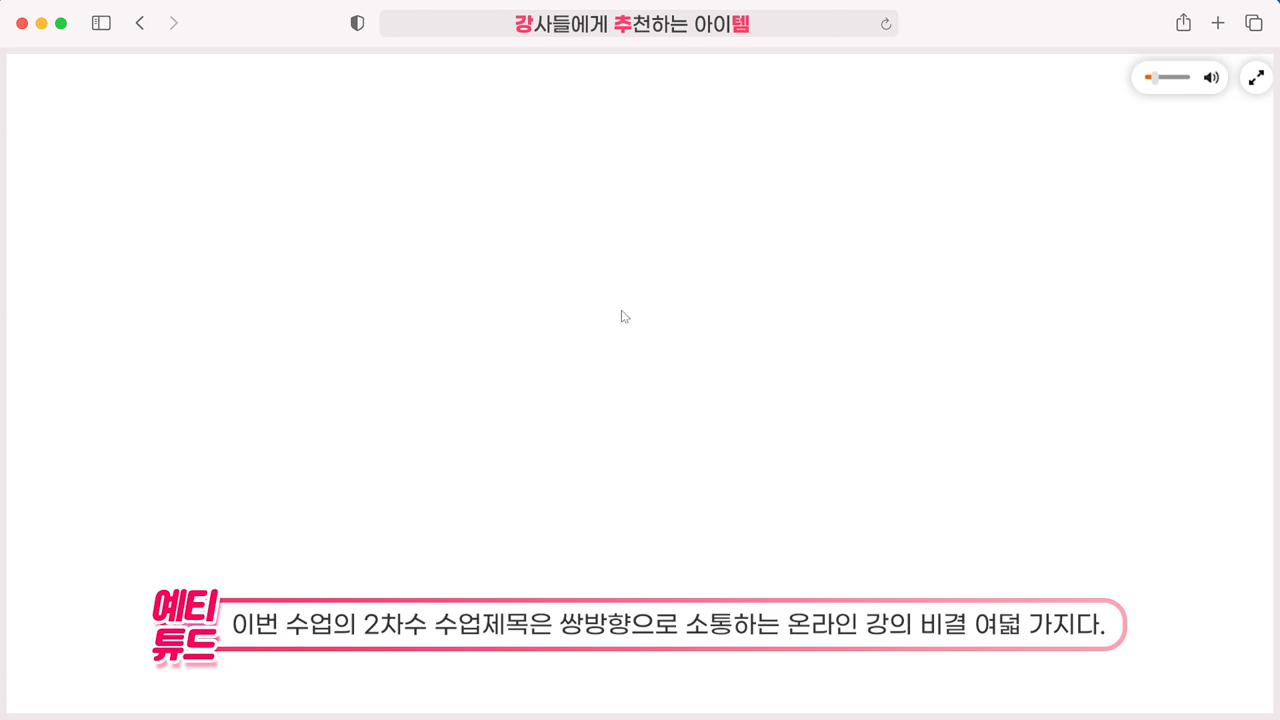 강사들에게 추천하는 아이템
예티
튜드
이번 수업의 2차수 수업제목은 쌍방향으로 소통하는 온라인 강의 비결 여덟 가지다.